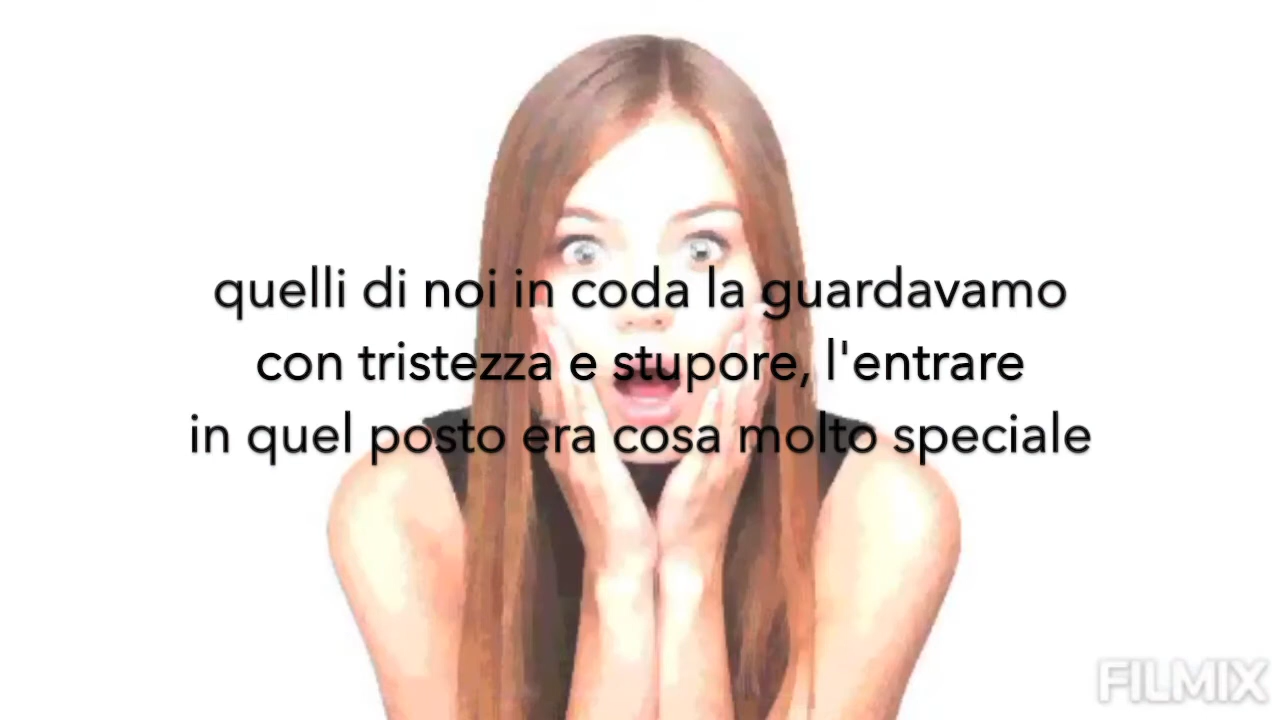 quelli di noi in coda la guardavamo
con tristezza e stupore, l'entrare
in quel posto era cosa molto speciale
FILMIX